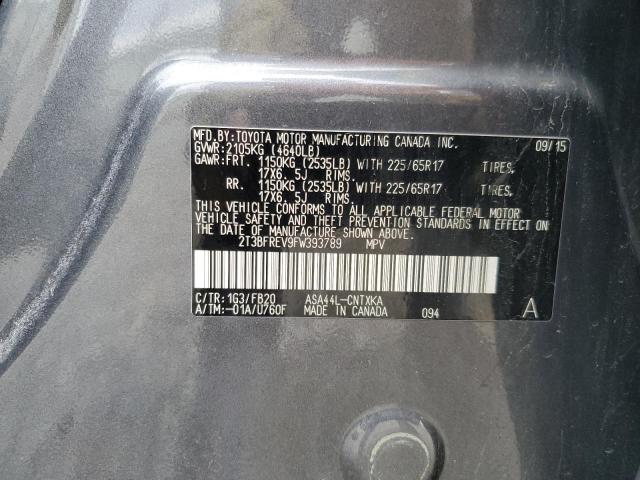 MFD. BY: TOYOTA MOTOR MANUFACTURING CANADA INC. 09/15
GVWR: 2105KG (4640LB)
GAWR: FRT. 1150KG (2535LB) WITH 225/65R17 TIRES,
17X6. 5J RIMS.
RR. 1150KG (2535LB) WITH 225/65R17 TIRES,
17X6. 5J RIMS.
THIS VEHICLE CONFORMS TO ALL APPLICABLE FEDERAL MOTOR
VEHICLE SAFETY AND THEFT PREVENTION STANDARDS IN EFFECT ON
THE DATE OF MANUFACTURE SHOWN ABOVE.
2T3BFREV9FW393789 MPV
C/TR: 1G3/FB20 ASA44L-CNTXKA
A/TM: -01A/U760F MADE IN CANADA 094 A